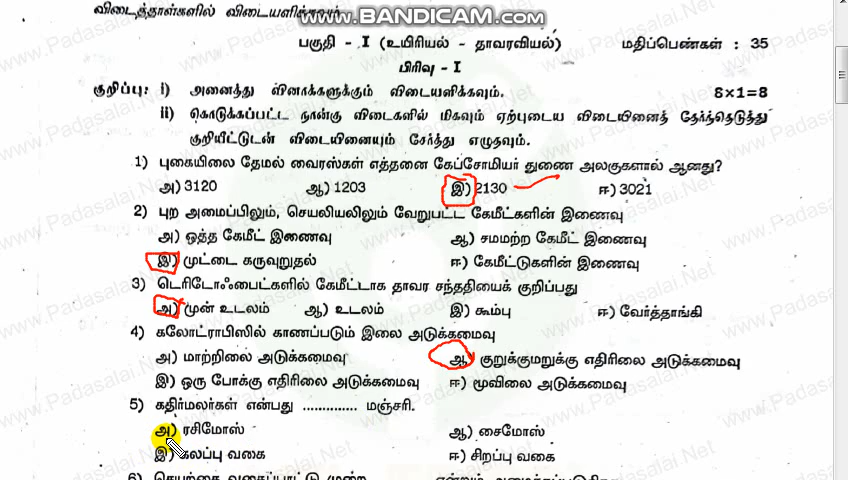 விடைத்தாள்களில் விடையளிக்கவும்.
www.BANDICAM.com
பகுதி - I (உயிரியல் - தாவரவியல்) மதிப்பெண்கள் : 35
பிரிவு - I
குறிப்பு: i) அனைத்து வினாக்களுக்கும் விடையளிக்கவும். 8×1=8
ii) கொடுக்கப்பட்ட நான்கு விடைகளில் மிகவும் ஏற்புடைய விடையினைத் தேர்ந்தெடுத்து
குறியீட்டுடன் விடையினையும் சேர்த்து எழுதவும்.
1) புகையிலை தேமல் வைரஸ்கள் எத்தனை கேப்சோமியர் துணை அலகுகளால் ஆனது?
அ) 3120 ஆ) 1203 இ) 2130 ஈ) 3021
2) புற அமைப்பிலும், செயலியலிலும் வேறுபட்ட கேமீட்களின் இணைவு
அ) ஒத்த கேமீட் இணைவு ஆ) சமமற்ற கேமீட் இணைவு
இ) முட்டை கருவுறுதல் ஈ) கேமீட்டுகளின் இணைவு
3) டெரிடோஃபைட்களில் கேமீட்டாக தாவர சந்ததியைக் குறிப்பது
அ) முன் உடலம் ஆ) உடலம் இ) கூம்பு ஈ) வேர்த்தாங்கி
4) கலோட்ராபிஸில் காணப்படும் இலை அடுக்கமைவு
அ) மாற்றிலை அடுக்கமைவு ஆ) குறுக்குமறுக்கு எதிரிலை அடுக்கமைவு
இ) ஒரு போக்கு எதிரிலை அடுக்கமைவு ஈ) மூவிலை அடுக்கமைவு
5) கதிர்மலர்கள் என்பது .............. மஞ்சரி.
அ) ரசிமோஸ் ஆ) சைமோஸ்
இ) கலப்பு வகை ஈ) சிறப்பு வகை